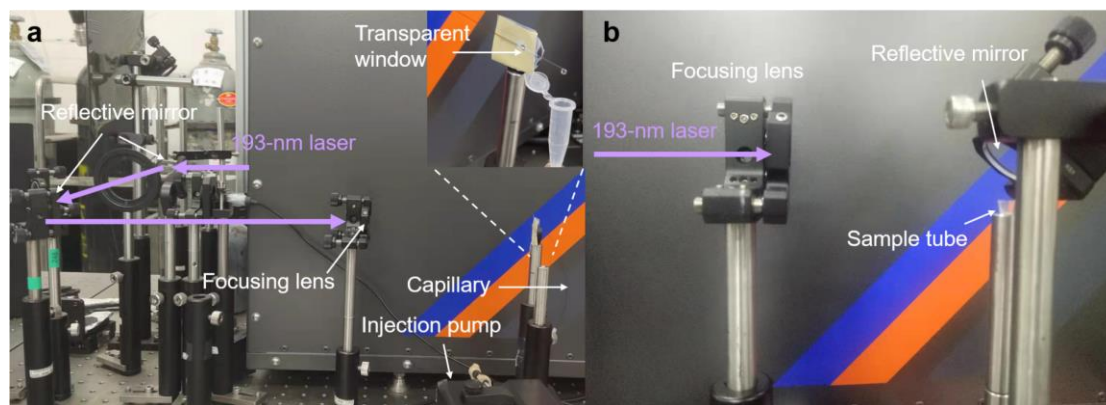 a
Transparent
window
Reflective mirror
193-nm laser
Focusing lens
Capillary
Injection pump
b
Focusing lens
Reflective mirror
193-nm laser
Sample tube